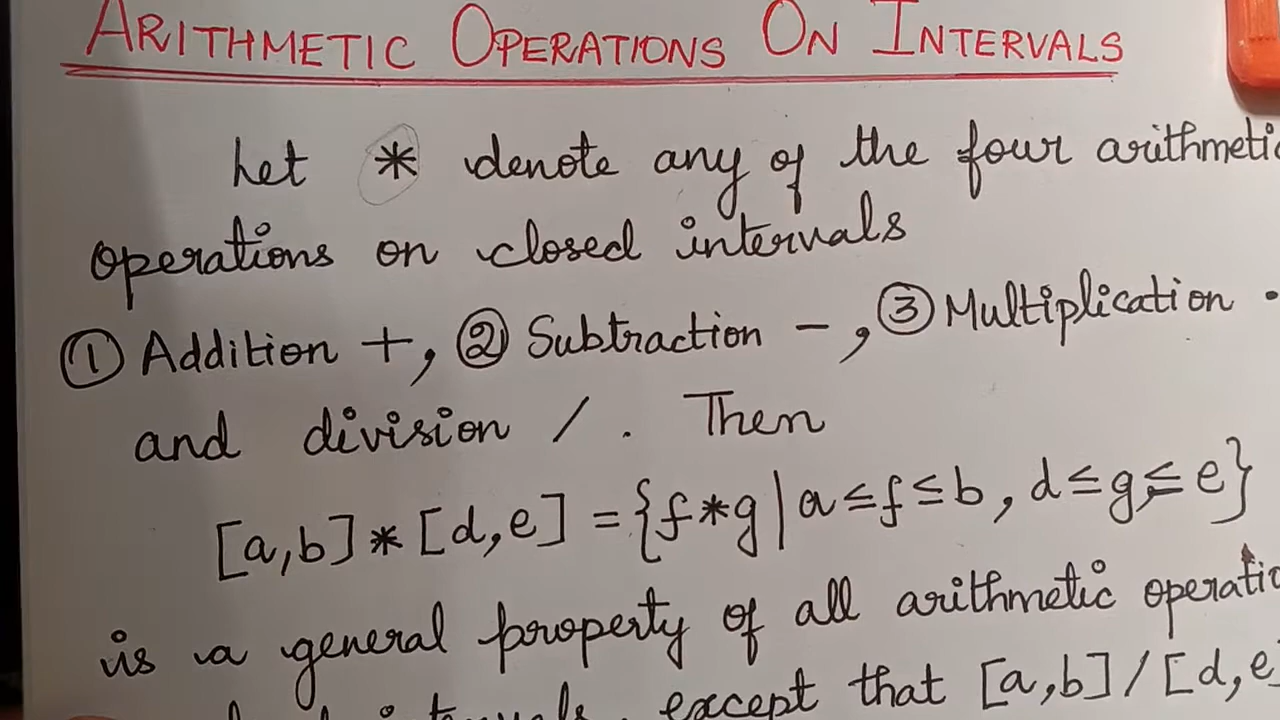 ARITHMETIC OPERATIONS ON INTERVALS
Let * denote any of the four arithmetic
operations on closed intervals
① Addition +, ② Subtraction -, ③ Multiplication ·
and division / . Then
[a,b] * [d,e] = {f*g | a ≤ f ≤ b, d ≤ g ≤ e}
is a general property of all arithmetic
intervals, except that [a,b] / [d,e